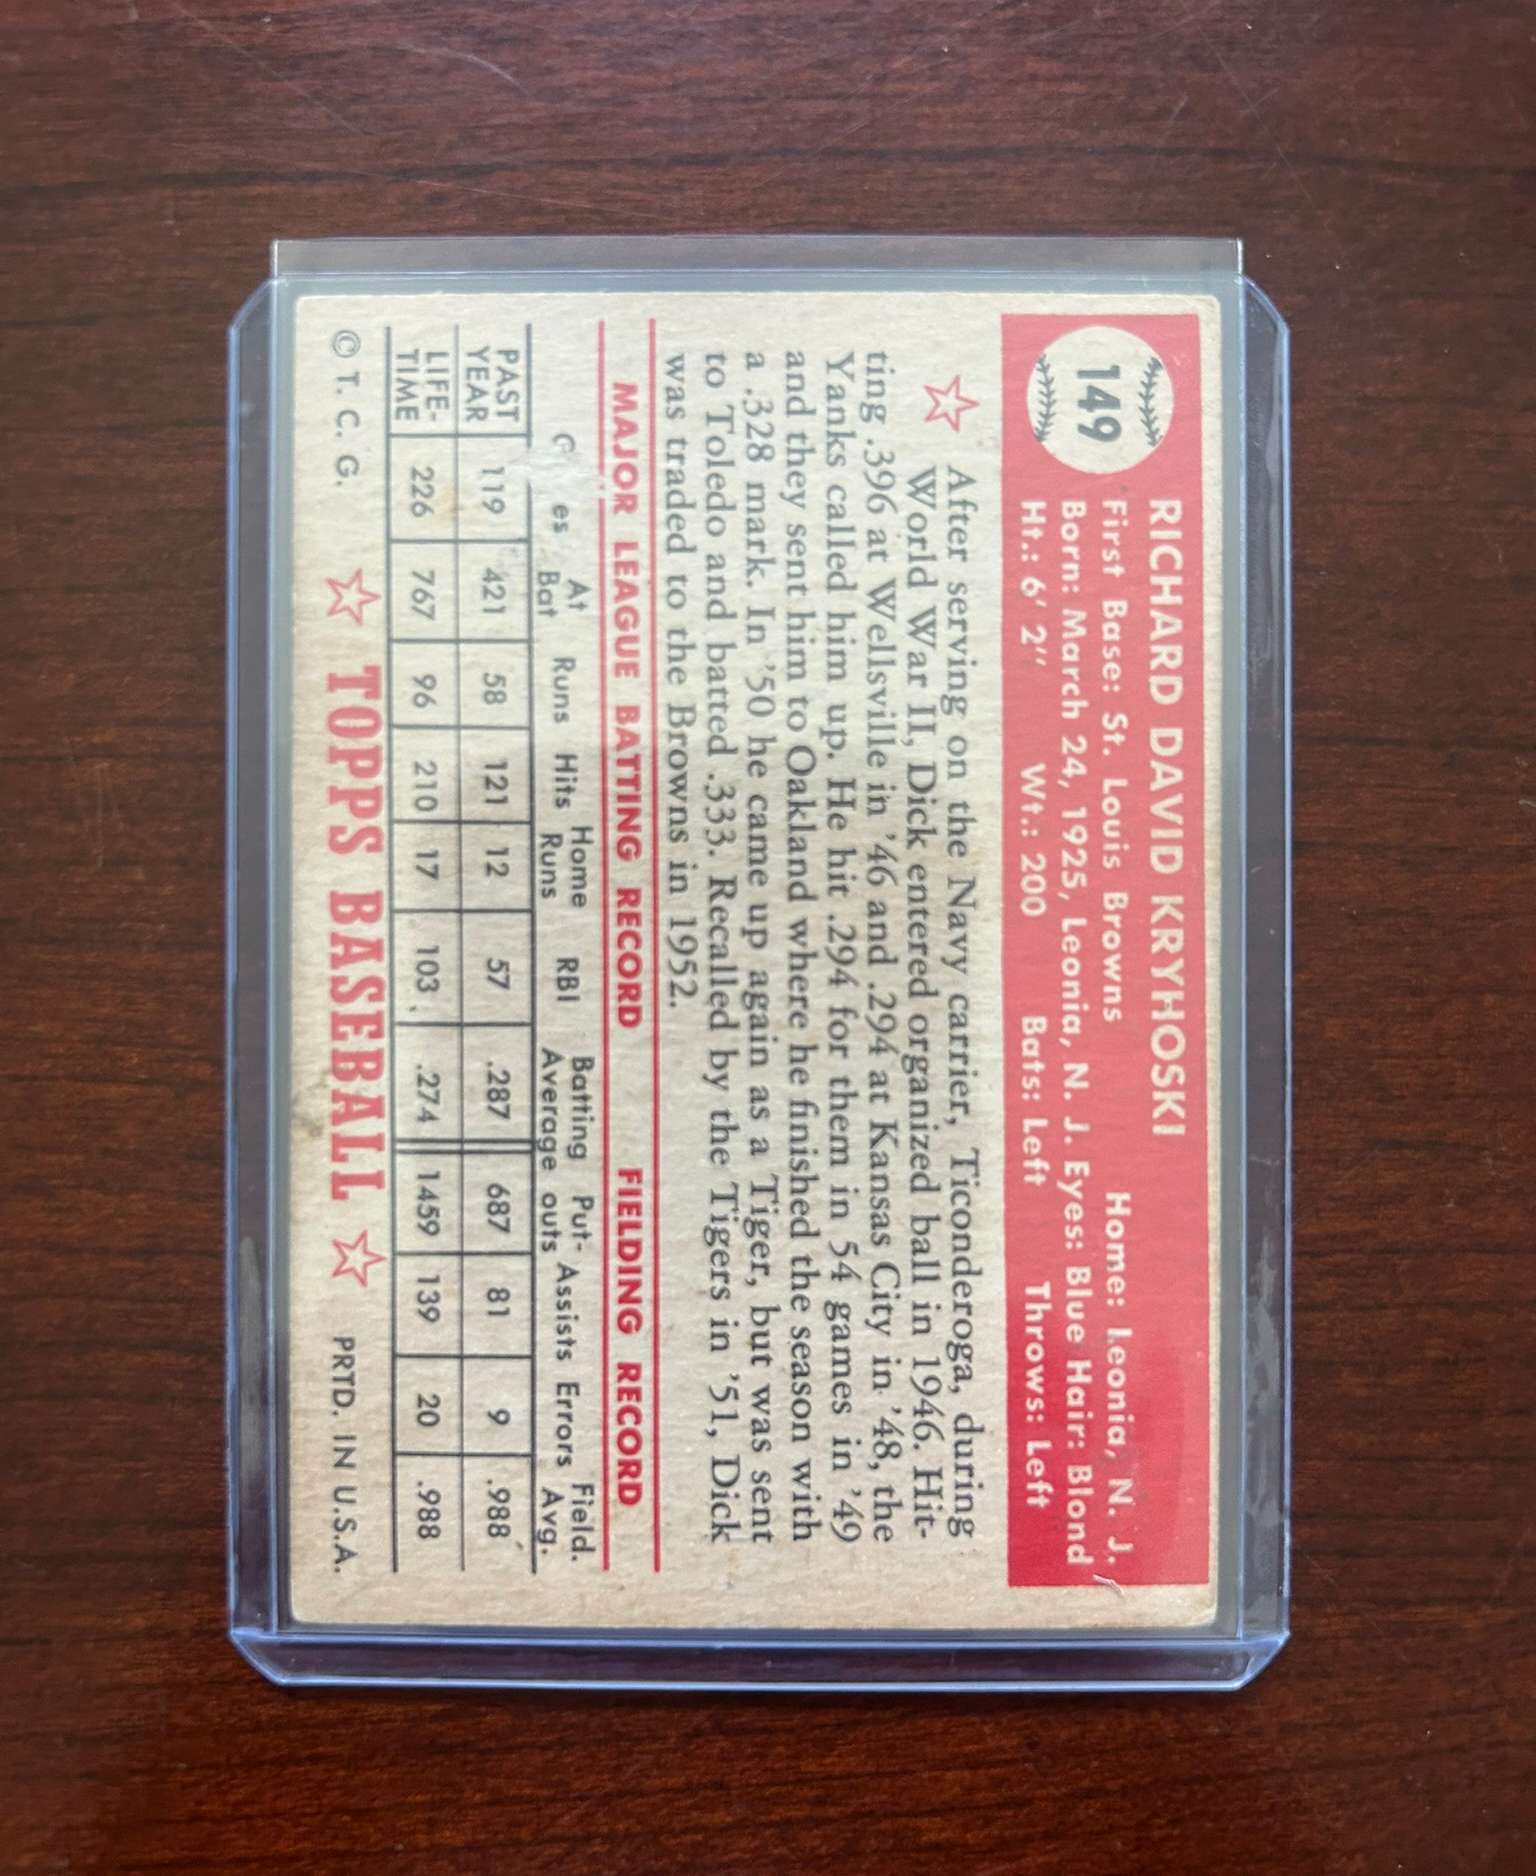 149
RICHARD DAVID KRYHOSKI
First Base: St. Louis Browns Home: Leonia, N. J.
Born: March 24, 1925, Leonia, N. J. Eyes: Blue Hair: Blond
Ht.: 6' 2" Wt.: 200 Bats: Left Throws: Left
After serving on the Navy carrier, Ticonderoga, during
World War II, Dick entered organized ball in 1946. Hit-
ting .396 at Wellsville in '46 and .294 at Kansas City in '48, the
Yanks called him up. He hit .294 for them in 54 games in '49
and they sent him to Oakland where he finished the season with
a .328 mark. In '50 he came up again as a Tiger, but was sent
to Toledo and batted .333. Recalled by the Tigers in '51, Dick
was traded to the Browns in 1952.
MAJOR LEAGUE BATTING RECORD FIELDING RECORD
At Home Batting Put- Field.
es Bat Runs Hits Runs RBI Average outs Assists Errors Avg.
PAST YEAR 119 421 58 121 12 57 .287 687 81 9 .988
LIFE-TIME 226 767 96 210 17 103 .274 1459 139 20 .988
© T. C. G. TOPPS BASEBALL PRTD. IN U.S.A.